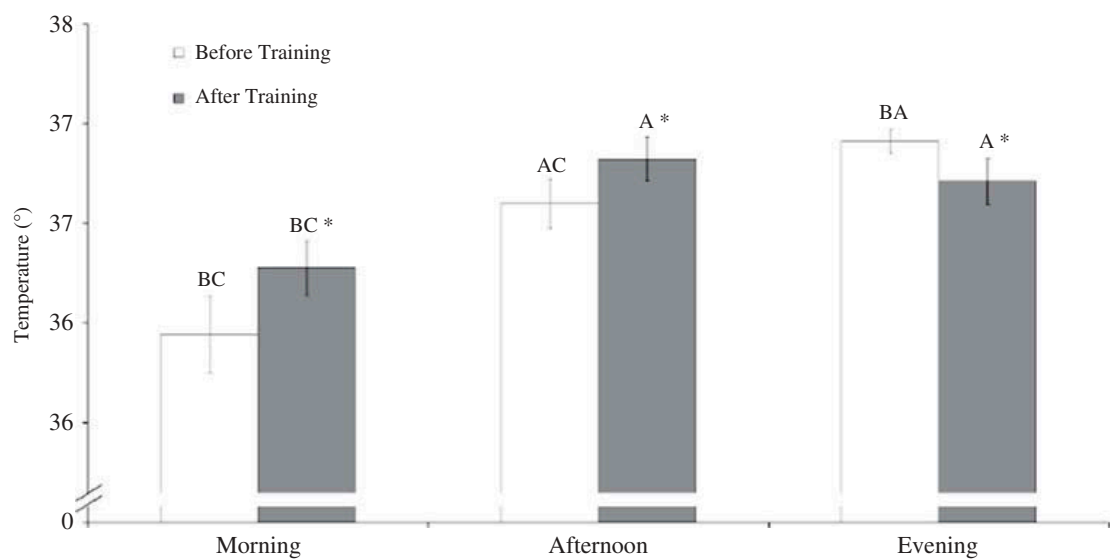 38
Before Training
After Training
37
37
36
36
0
Temperature (°)
BC
BC *
AC
A *
BA
A *
Morning
Afternoon
Evening